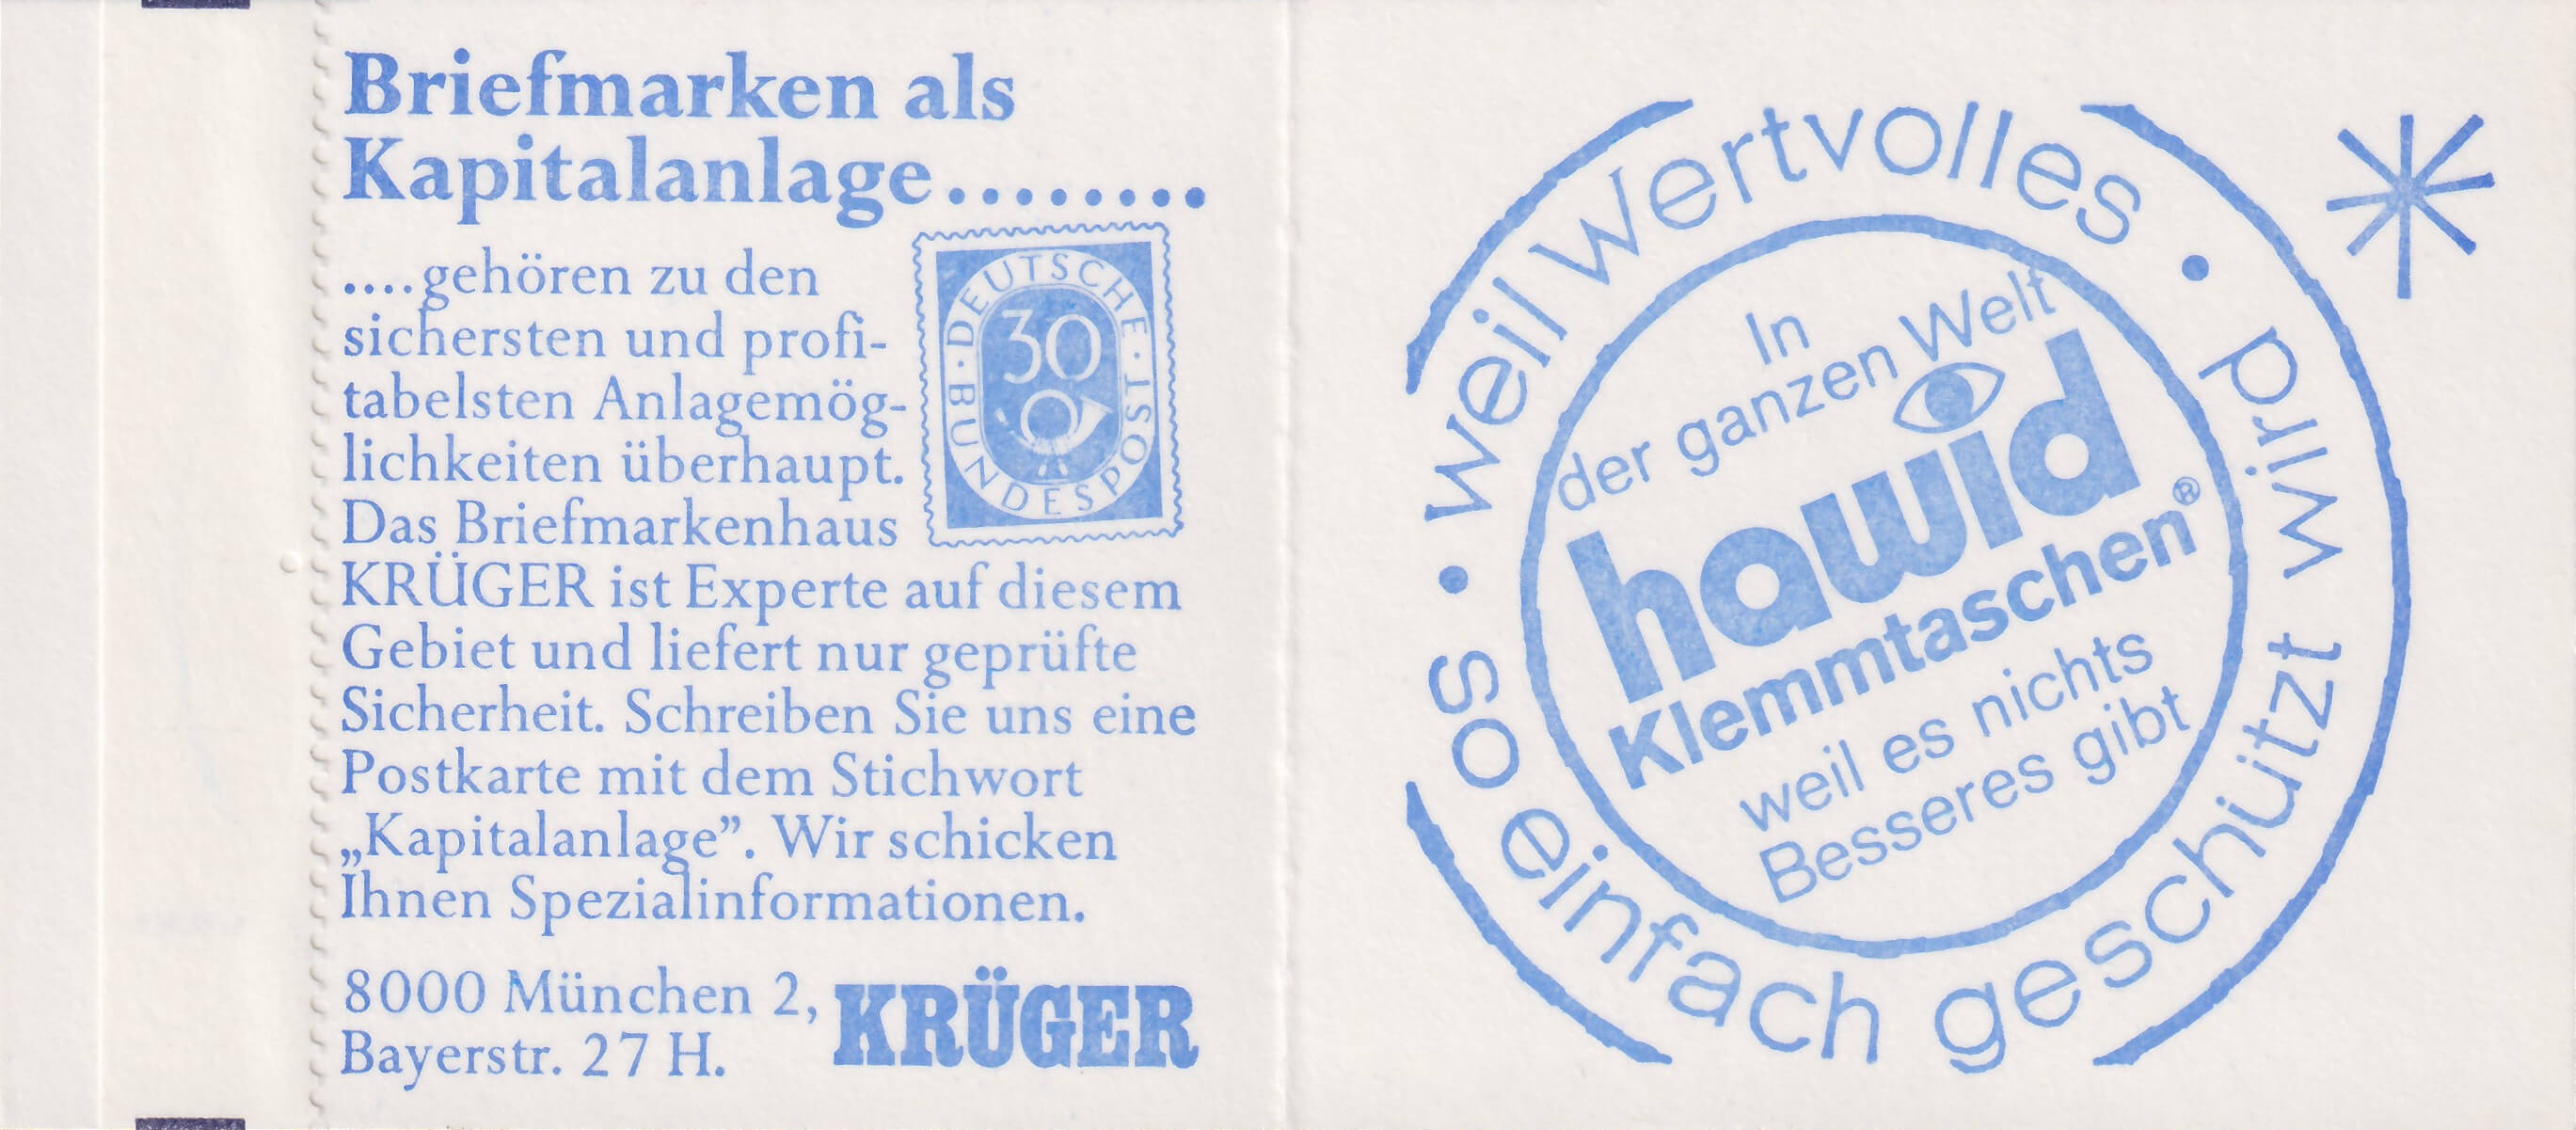 Briefmarken als
Kapitalanlage........
....gehören zu den
sichersten und profi-
tabelsten Anlagemög-
lichkeiten überhaupt.
Das Briefmarkenhaus
KRÜGER ist Experte auf diesem
Gebiet und liefert nur geprüfte
Sicherheit. Schreiben Sie uns eine
Postkarte mit dem Stichwort
„Kapitalanlage”. Wir schicken
Ihnen Spezialinformationen.
DEUTSCHE · BUNDESPOST ·
30
8000 München 2,
Bayerstr. 27 H.
KRÜGER
weil Wertvolles · wird geschützt so einfach ·
In
der ganzen Welt
hawid
Klemmtaschen®
weil es nichts
Besseres gibt